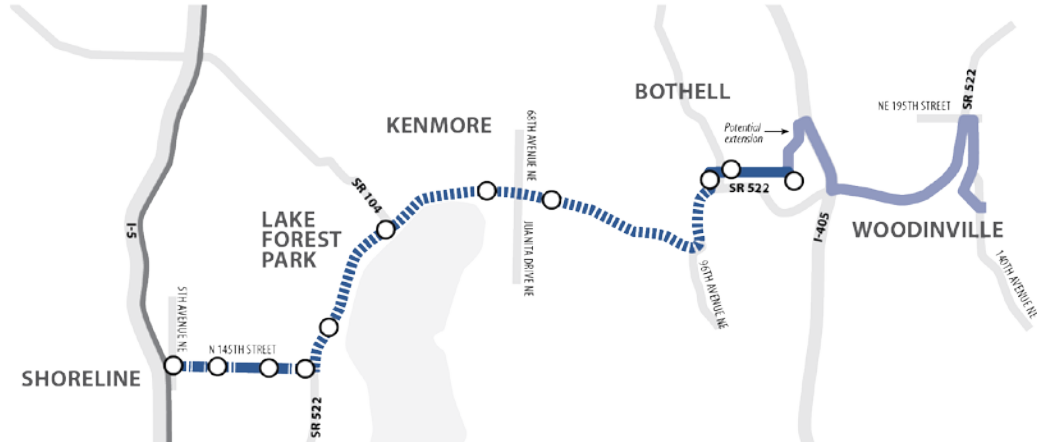 BOTHELL
SR 522
NE 195TH STREET
KENMORE
68TH AVENUE NE
Potential
extension
SR 104
SR 522
LAKE
FOREST
PARK
I-5
JUANITA DRIVE NE
I-405
WOODINVILLE
96TH AVENUE NE
140TH AVENUE NE
5TH AVENUE NE
N 145TH STREET
SHORELINE
SR 522